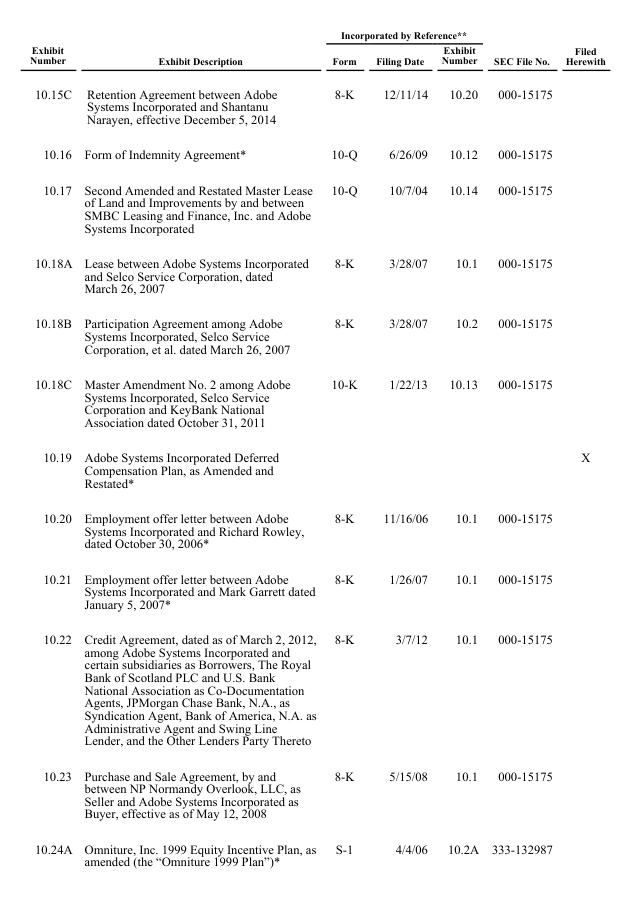 Incorporated by Reference**
Exhibit Number Exhibit Description Form Filing Date Exhibit Number SEC File No. Filed Herewith
10.15C Retention Agreement between Adobe 8-K 12/11/14 10.20 000-15175
Systems Incorporated and Shantanu
Narayen, effective December 5, 2014
10.16 Form of Indemnity Agreement* 10-Q 6/26/09 10.12 000-15175
10.17 Second Amended and Restated Master Lease 10-Q 10/7/04 10.14 000-15175
of Land and Improvements by and between
SMBC Leasing and Finance, Inc. and Adobe
Systems Incorporated
10.18A Lease between Adobe Systems Incorporated 8-K 3/28/07 10.1 000-15175
and Selco Service Corporation, dated
March 26, 2007
10.18B Participation Agreement among Adobe 8-K 3/28/07 10.2 000-15175
Systems Incorporated, Selco Service
Corporation, et al. dated March 26, 2007
10.18C Master Amendment No. 2 among Adobe 10-K 1/22/13 10.13 000-15175
Systems Incorporated, Selco Service
Corporation and KeyBank National
Association dated October 31, 2011
10.19 Adobe Systems Incorporated Deferred X
Compensation Plan, as Amended and
Restated*
10.20 Employment offer letter between Adobe 8-K 11/16/06 10.1 000-15175
Systems Incorporated and Richard Rowley,
dated October 30, 2006*
10.21 Employment offer letter between Adobe 8-K 1/26/07 10.1 000-15175
Systems Incorporated and Mark Garrett dated
January 5, 2007*
10.22 Credit Agreement, dated as of March 2, 2012, 8-K 3/7/12 10.1 000-15175
among Adobe Systems Incorporated and
certain subsidiaries as Borrowers, The Royal
Bank of Scotland PLC and U.S. Bank
National Association as Co-Documentation
Agents, JPMorgan Chase Bank, N.A., as
Syndication Agent, Bank of America, N.A. as
Administrative Agent and Swing Line
Lender, and the Other Lenders Party Thereto
10.23 Purchase and Sale Agreement, by and 8-K 5/15/08 10.1 000-15175
between NP Normandy Overlook, LLC, as
Seller and Adobe Systems Incorporated as
Buyer, effective as of May 12, 2008
10.24A Omniture, Inc. 1999 Equity Incentive Plan, as S-1 4/4/06 10.2A 333-132987
amended (the “Omniture 1999 Plan”)*